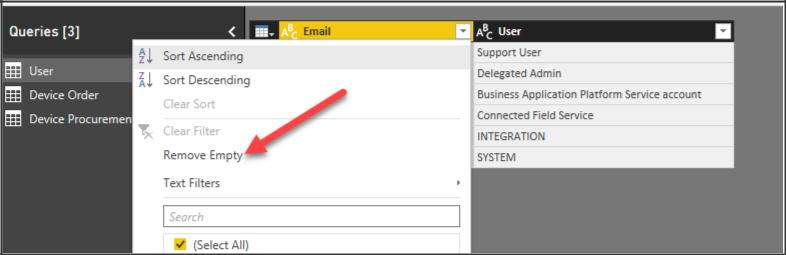 Queries [3]
User
Device Order
Device Procuremen
ABC Email
ABC User
Sort Ascending
Sort Descending
Clear Sort
Clear Filter
Remove Empty
Text Filters
Search
(Select All)
Support User
Delegated Admin
Business Application Platform Service account
Connected Field Service
INTEGRATION
SYSTEM